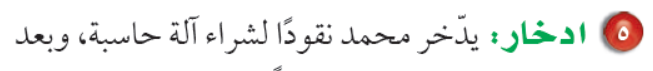 ٥ ادخار: يدّخر محمد نقودًا لشراء آلة حاسبة، وبعد